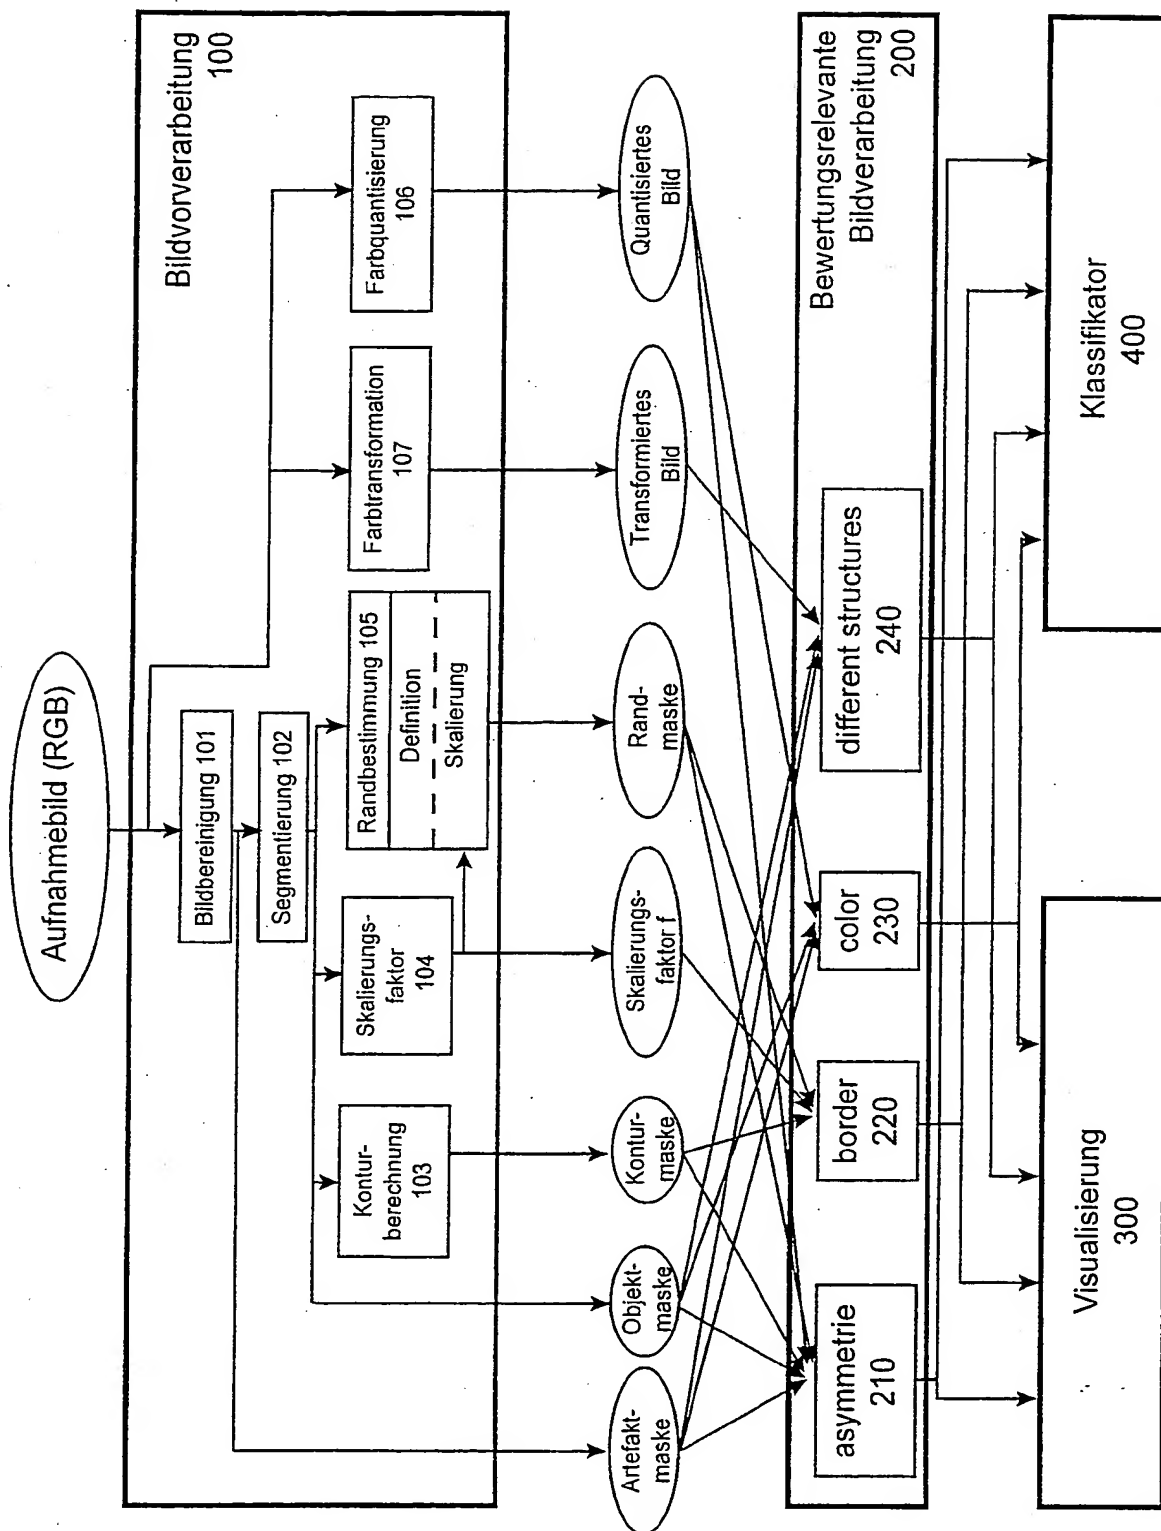 Aufnahmebild (RGB)
Bildvorverarbeitung
100
Bildbereinigung 101
Segmentierung 102
Kontur-
berechnung
103
Skalierungs-
faktor
104
Randbestimmung 105
Definition
Skalierung
Farbtransformation
107
Farbquantisierung
106
Artefakt-
maske
Objekt-
maske
Kontur-
maske
Skalierungs-
faktor f
Rand-
maske
Transformiertes
Bild
Quantisiertes
Bild
Bewertungsrelevante
Bildverarbeitung
200
asymmetrie
210
border
220
color
230
different structures
240
Visualisierung
300
Klassifikator
400